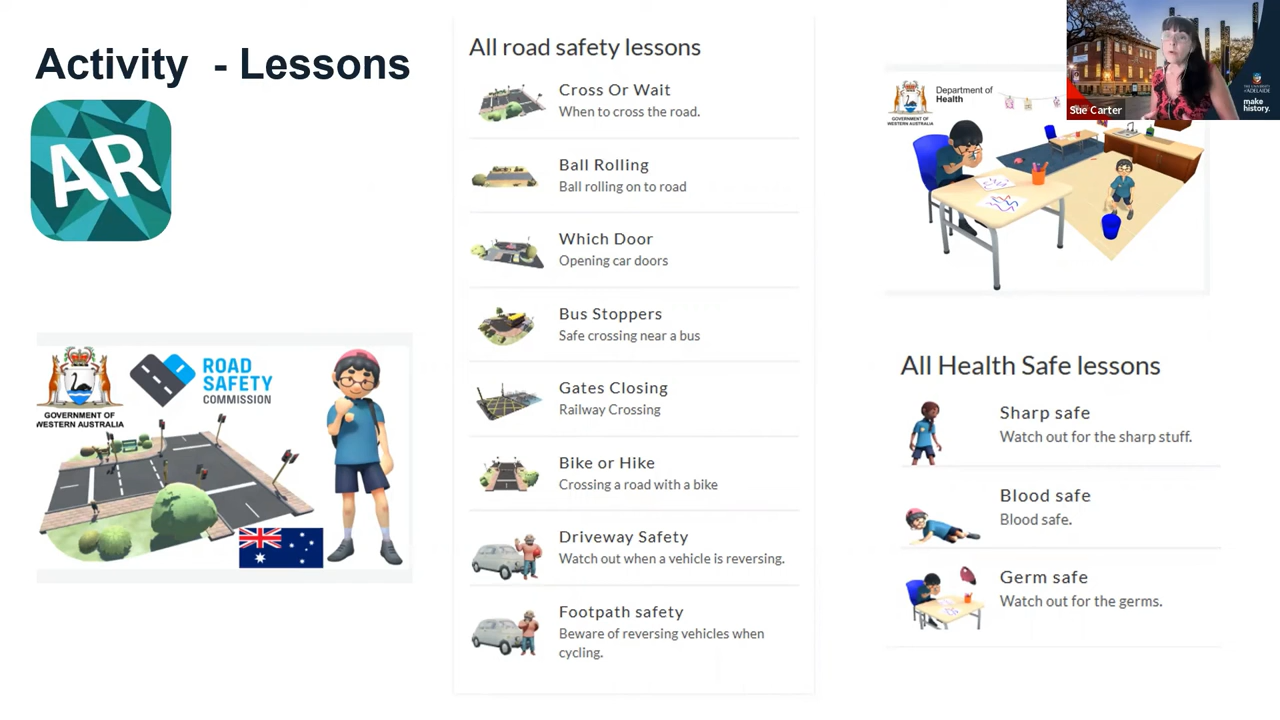 Activity - Lessons
AR
GOVERNMENT OF
WESTERN AUSTRALIA
ROAD
SAFETY
COMMISSION
All road safety lessons
Cross Or Wait
When to cross the road.
Ball Rolling
Ball rolling on to road
Which Door
Opening car doors
Bus Stoppers
Safe crossing near a bus
Gates Closing
Railway Crossing
Bike or Hike
Crossing a road with a bike
Driveway Safety
Watch out when a vehicle is reversing.
Footpath safety
Beware of reversing vehicles when
cycling.
Department of
Health
GOVERNMENT OF
WESTERN AUSTRALIA
Sue Carter
make
history.
All Health Safe lessons
Sharp safe
Watch out for the sharp stuff.
Blood safe
Blood safe.
Germ safe
Watch out for the germs.